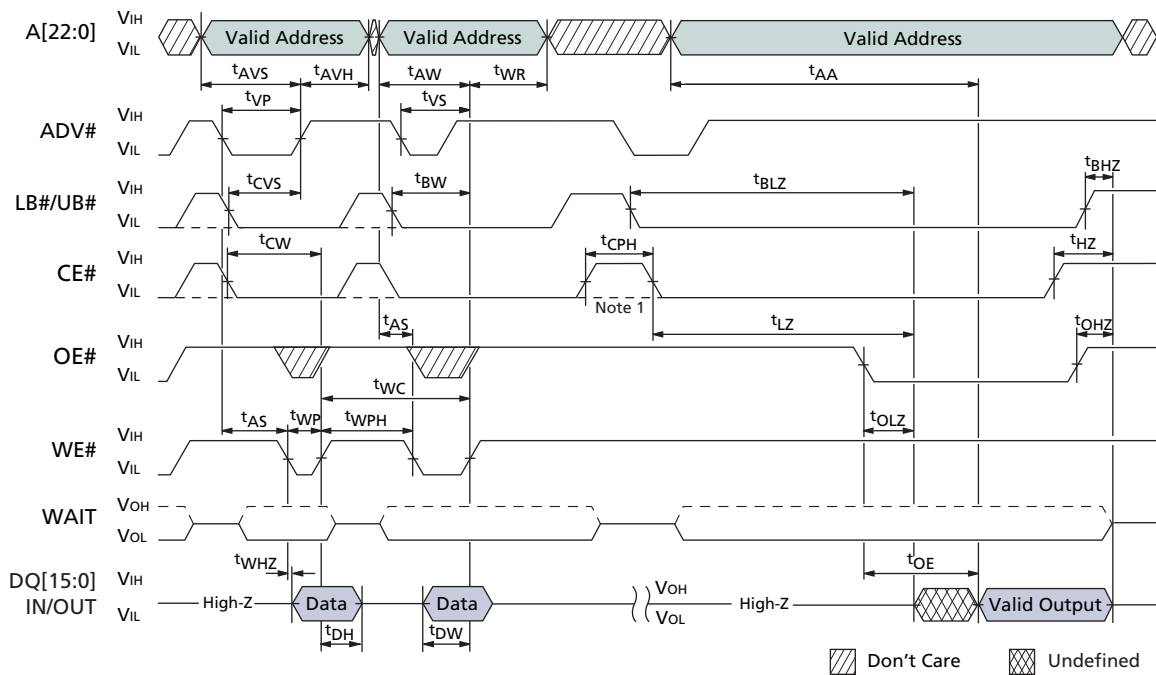 A[22:0] VIH VIL Valid Address Valid Address Valid Address
tAVS tAVH tAW tWR tAA
tVP tVS
ADV# VIH VIL
tCVS tBW tBLZ tBHZ
LB#/UB# VIH VIL
tCW tCPH tHZ
CE# VIH VIL
Note 1
tAS tLZ tOHZ
OE# VIH VIL
tWC
tAS tWP tWPH tOLZ
WE# VIH VIL
WAIT VOH VOL
tWHZ tOE
DQ[15:0] IN/OUT VIH VIL High-Z Data Data VOH VOL High-Z Valid Output
tDH tDW
Don't Care Undefined